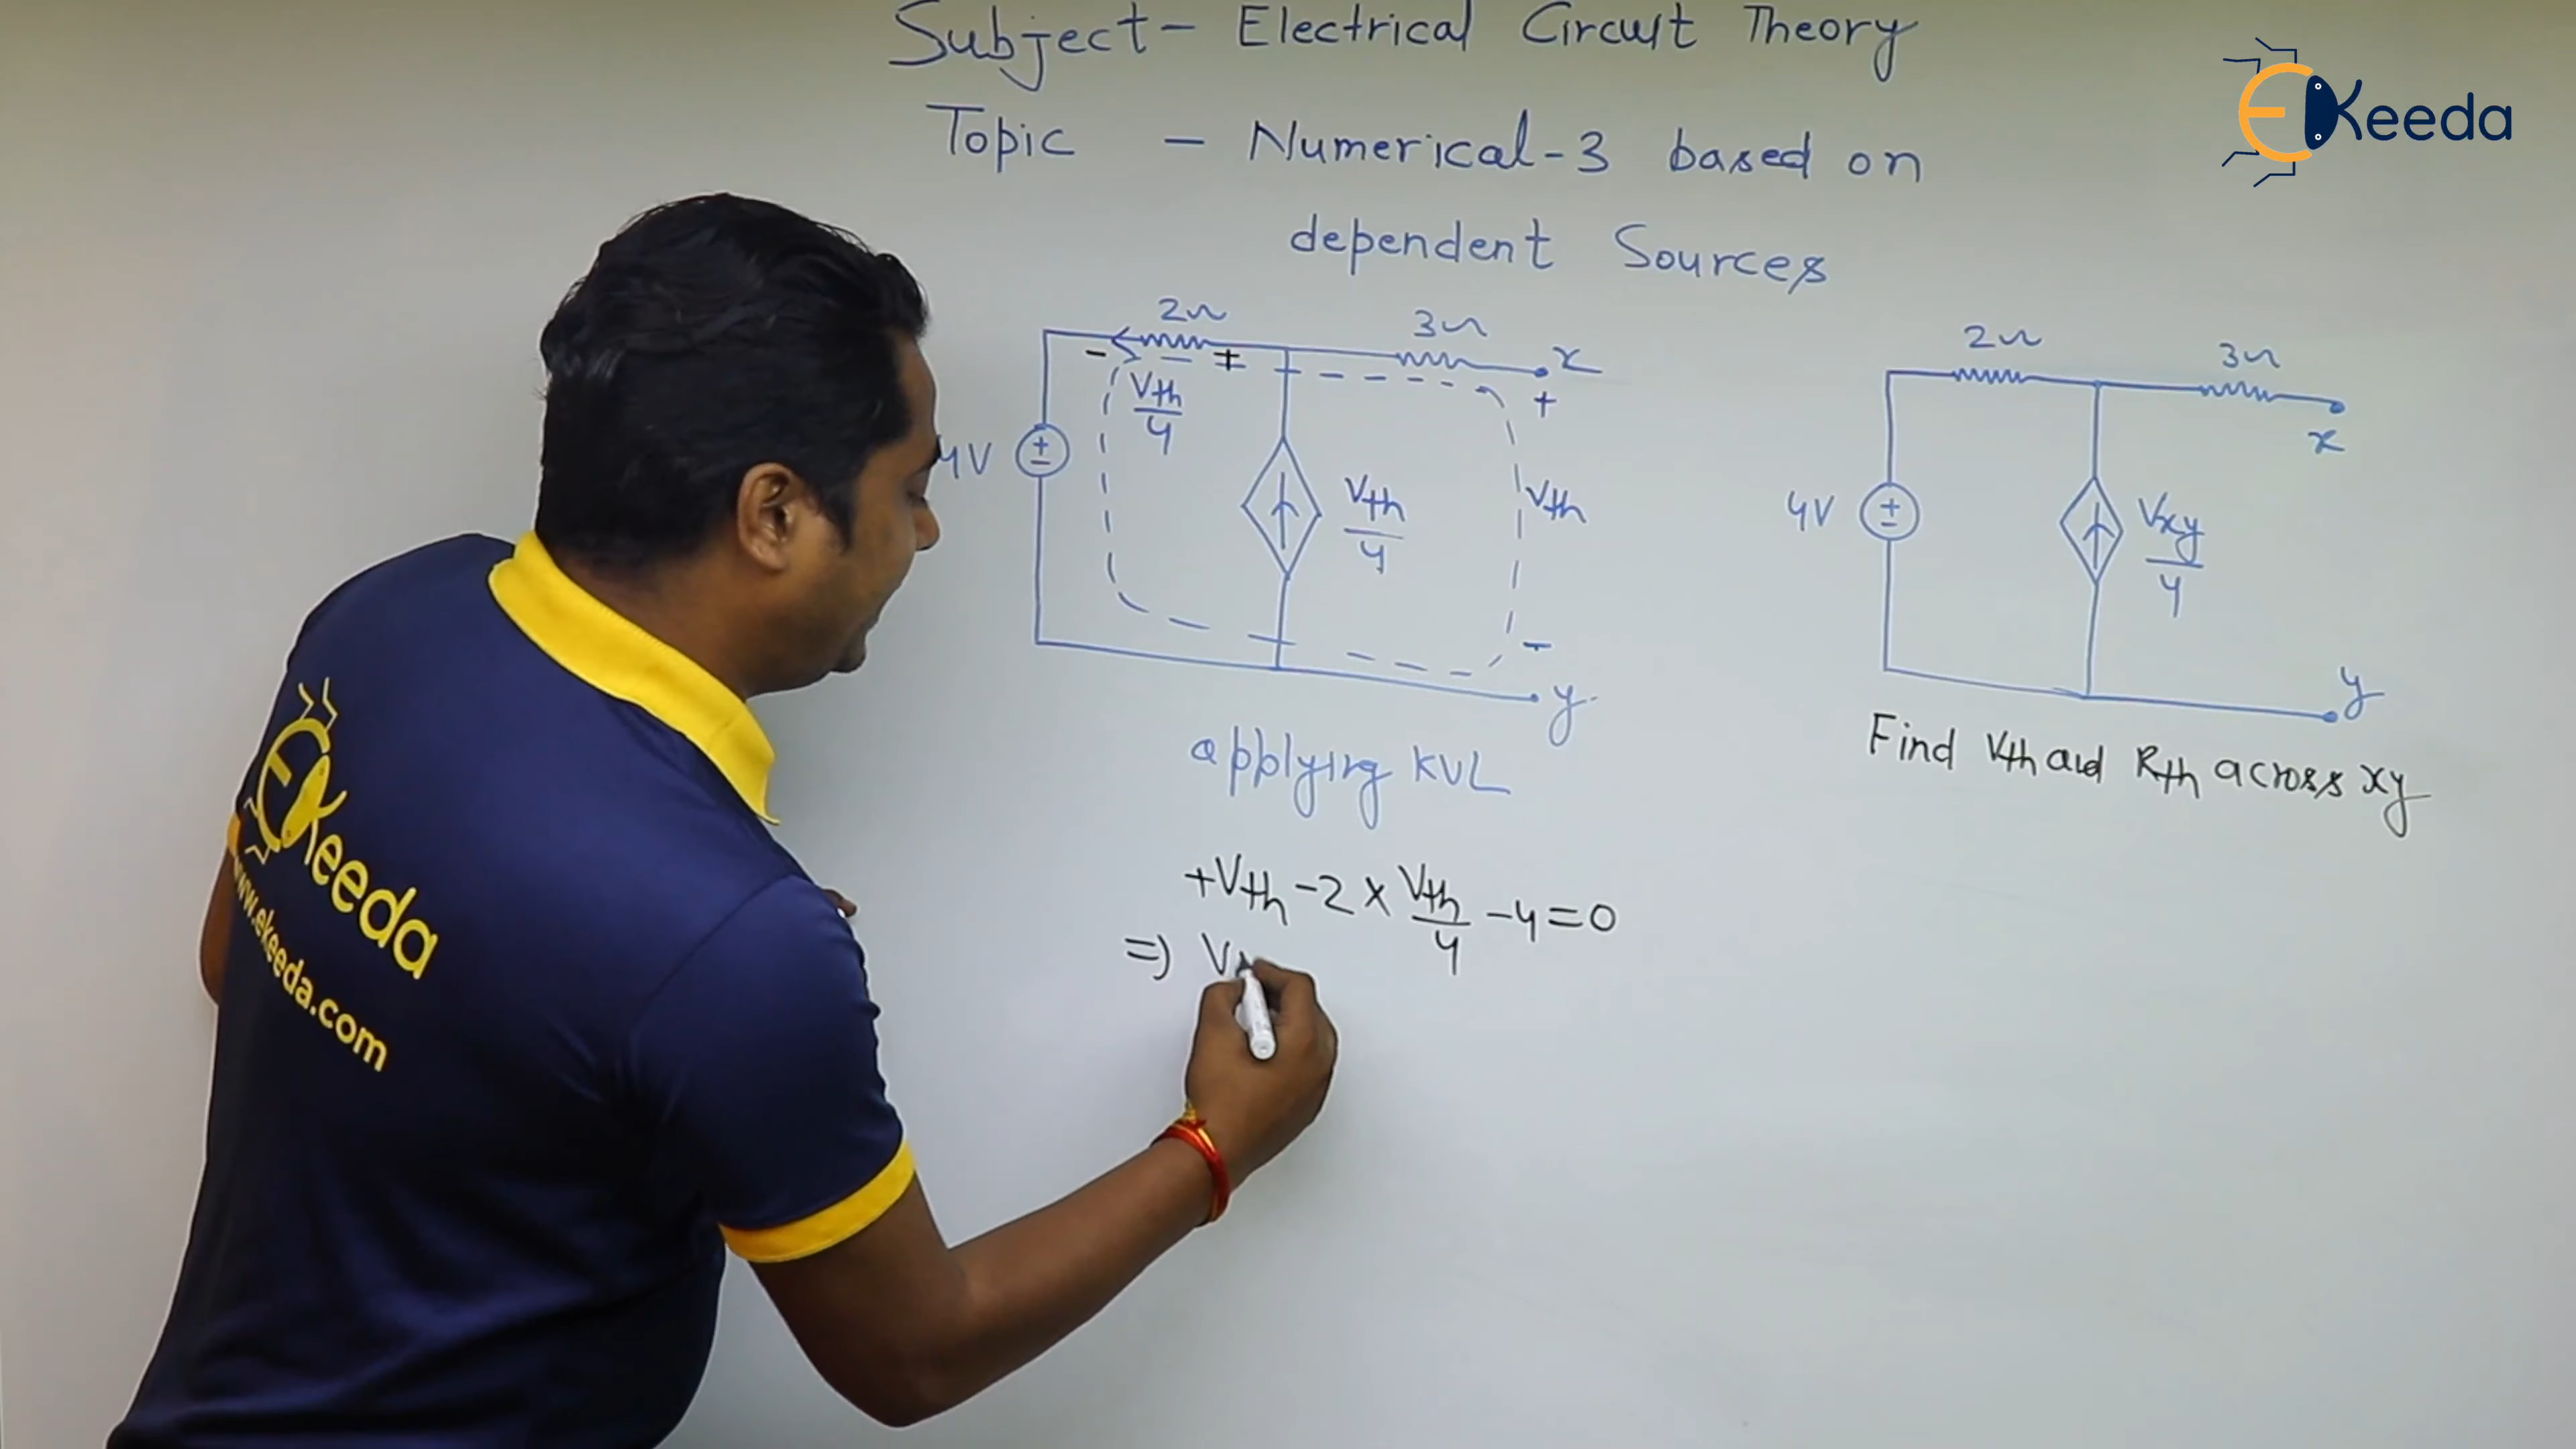 Subject - Electrical Circuit Theory
Topic - Numerical-3 based on
dependent Sources
EKeeda
2Ω
3Ω
x
- +
+
Vth/4
4V
+
-
Vth/4
Vth
-
y
applying KVL
+Vth - 2 × Vth/4 - 4 = 0
=> V
2Ω
3Ω
x
4V
+
-
Vxy/4
y
Find Vth and Rth across xy
EKeeda
www.ekeeda.com